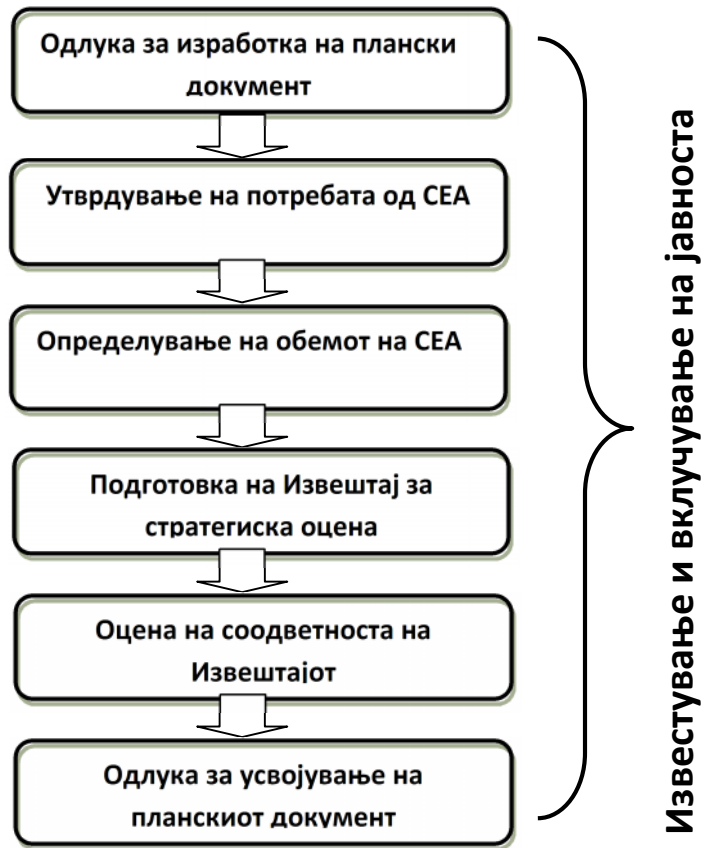 Одлука за изработка на плански
документ
Утврдување на потребата од СЕА
Определување на обемот на СЕА
Подготовка на Извештај за
стратегиска оцена
Оцена на соодветноста на
Извештајот
Одлука за усвојување на
планскиот документ
Известување и вклучување на јавноста